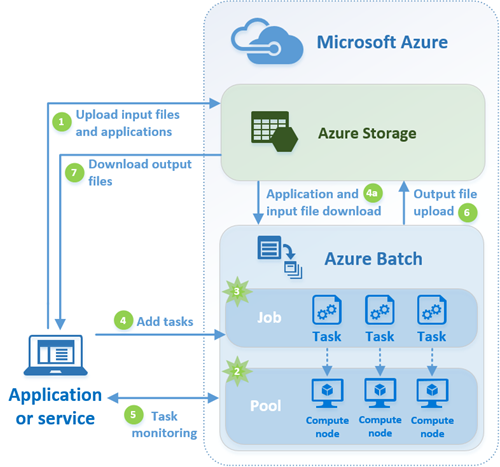 Microsoft Azure
1 Upload input files
and applications
Azure Storage
7 Download output
files
Application and 4a
input file download
Output file
upload 6
Azure Batch
3
Job
Task Task Task
4 Add tasks
2
Pool
Compute
node
Compute
node
Compute
node
Application
or service
5 Task
monitoring